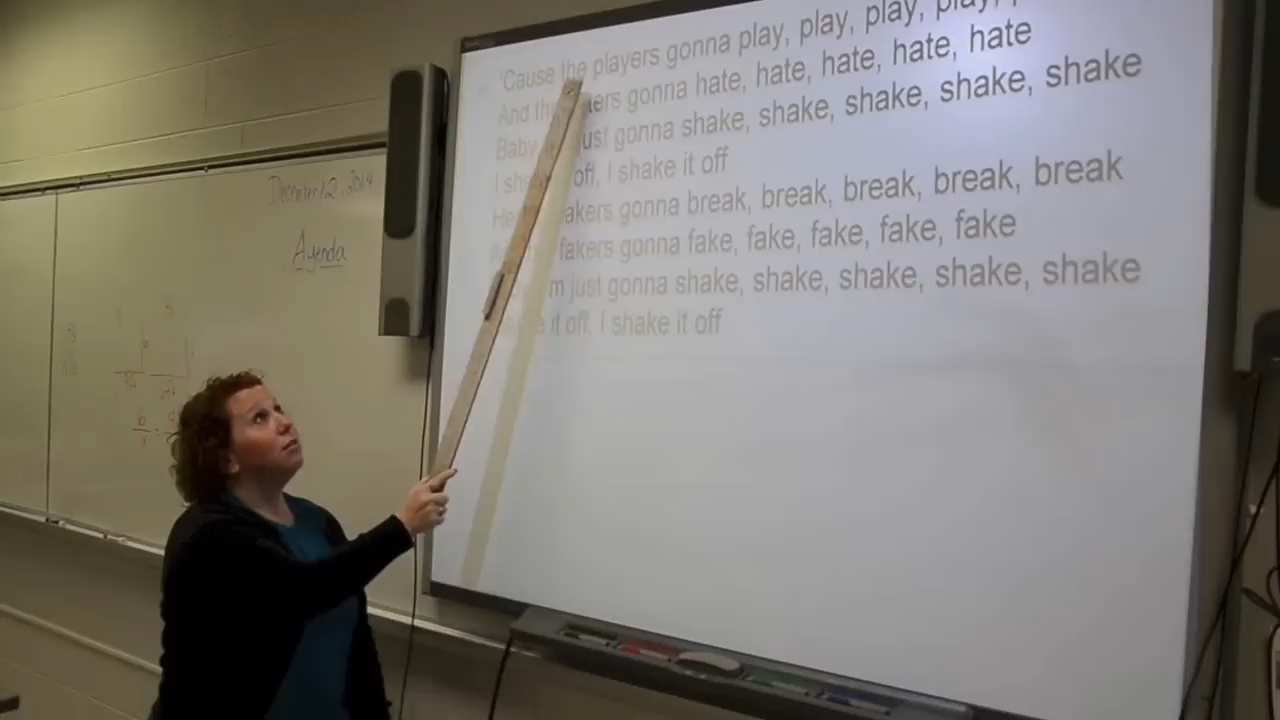 December 12, 2014
Agenda
'Cause the players gonna play, play, play, play,
And the ers gonna hate, hate, hate, hate, hate
Baby just gonna shake, shake, shake, shake, shake
I sha off, I shake it off
He akers gonna break, break, break, break, break
fakers gonna fake, fake, fake, fake, fake
m just gonna shake, shake, shake, shake, shake
it off, I shake it off